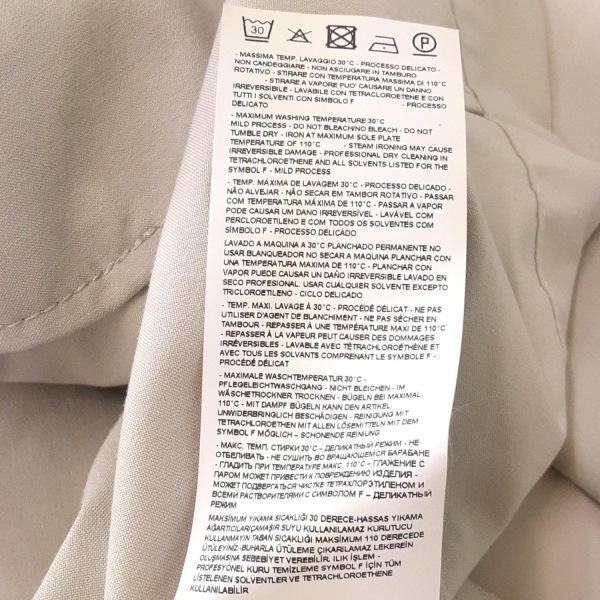 30 P
- MASSIMA TEMP. LAVAGGIO 30°C - PROCESSO DELICATO -
NON CANDEGGIARE - NON ASCIUGARE IN TAMBURO
ROTATIVO - STIRARE CON TEMPERATURA MASSIMA DI 110°C
- STIRARE A VAPORE PUO' CAUSARE UN DANNO
IRREVERSIBILE - LAVABILE CON TETRACLOROETENE E CON
TUTTI I SOLVENTI CON SIMBOLO F - PROCESSO
DELICATO
- MAXIMUM WASHING TEMPERATURE 30°C -
MILD PROCESS - DO NOT BLEACH/NO BLEACH - DO NOT
TUMBLE DRY - IRON AT MAXIMUM SOLE PLATE
TEMPERATURE OF 110°C - STEAM IRONING MAY CAUSE
IRREVERSIBLE DAMAGE - PROFESSIONAL DRY CLEANING IN
TETRACHLOROETHENE AND ALL SOLVENTS LISTED FOR THE
SYMBOL F - MILD PROCESS
- TEMP. MÁXIMA DE LAVAGEM 30°C - PROCESSO DELICADO -
NÃO ALVEJAR - NÃO SECAR EM TAMBOR ROTATIVO - PASSAR A
COM TEMPERATURA MÁXIMA DE 110°C - PASSAR A VAPOR
PODE CAUSAR UM DANO IRREVERSÍVEL - LAVÁVEL COM
PERCLOROETILENO E COM TODOS OS SOLVENTES COM
SÍMBOLO F - PROCESSO DELICADO
LAVADO A MAQUINA A 30°C PLANCHADO PERMANENTE NO
USAR BLANQUEADOR NO SECAR A MAQUINA PLANCHAR CON
UNA TEMPERATURA MAXIMA DE 110°C - PLANCHAR CON
VAPOR PUEDE CAUSAR UN DAÑO IRREVERSIBLE LAVADO EN
SECO PROFESIONAL. USAR CUALQUIER SOLVENTE EXCEPTO
TRICLOROETILENO - CICLO DELICADO
- TEMP. MAXI. LAVAGE À 30°C - PROCÉDÉ DÉLICAT - NE PAS
UTILISER D'AGENT DE BLANCHIMENT - NE PAS SÉCHER EN
TAMBOUR - REPASSER À UNE TEMPÉRATURE MAXI DE 110°C
- REPASSER À LA VAPEUR PEUT CAUSER DES DOMMAGES
IRRÉVERSIBLES - LAVABLE AVEC TÉTRACHLOROÉTHÈNE ET
AVEC TOUS LES SOLVANTS COMPRENANT LE SYMBOLE F -
PROCÉDÉ DÉLICAT
- MAXIMALE WASCHTEMPERATUR 30°C -
PFLEGELEICHTWASCHGANG - NICHT BLEICHEN - IM
WÄSCHETROCKNER TROCKNEN - BÜGELN BEI MAXIMAL
110°C - MIT DAMPF BÜGELN KANN DEN ARTIKEL
UNWIDERBRINGLICH BESCHÄDIGEN - REINIGUNG MIT
TETRACHLOROETHEN MIT ALLEN LÖSEMITTELN MIT DEM
SYMBOL F MÖGLICH – SCHONENDE REINIGUNG
- МАКС. ТЕМП. СТИРКИ 30°C – ДЕЛИКАТНЫЙ РЕЖИМ - НЕ
ОТБЕЛИВАТЬ - НЕ СУШИТЬ ВО ВРАЩАЮЩЕМСЯ БАРАБАНЕ
- ГЛАДИТЬ ПРИ ТЕМПЕРАТУРЕ МАКС. 110°C – ГЛАЖЕНИЕ С
ПАРОМ МОЖЕТ ПРИВЕСТИ К ПОВРЕЖДЕНИЮ ИЗДЕЛИЯ -
МОЖЕТ ПОДВЕРГАТЬСЯ ЧИСТКЕ ТЕТРАХЛОРЭТИЛЕНОМ И
ВСЕМИ РАСТВОРИТЕЛЯМИ С СИМВОЛОМ F – ДЕЛИКАТНЫЙ
РЕЖИМ
MAKSİMUM YIKAMA SICAKLIĞI 30 DERECE-HASSAS YIKAMA
AĞARTICILAR/ÇAMAŞIR SUYU KULLANILAMAZ KURUTUCU
KULLANMAYIN TABAN SICAKLIĞI MAKSIMUM 110 DERECEDE
ÜTÜLEYİNİZ-BUHARLA ÜTÜLEME ÇIKARILAMAZ LEKERELİN
OLUŞMASINA SEBEBİYET VEREBİLİR, ILIK İŞLEM -
PROFESYONEL KURU TEMİZLEME SYMBOL F İÇİN TÜM
LİSTELENEN SOLVENTLER VE TETRACHLOROETHENE
KULLANILABİLİR